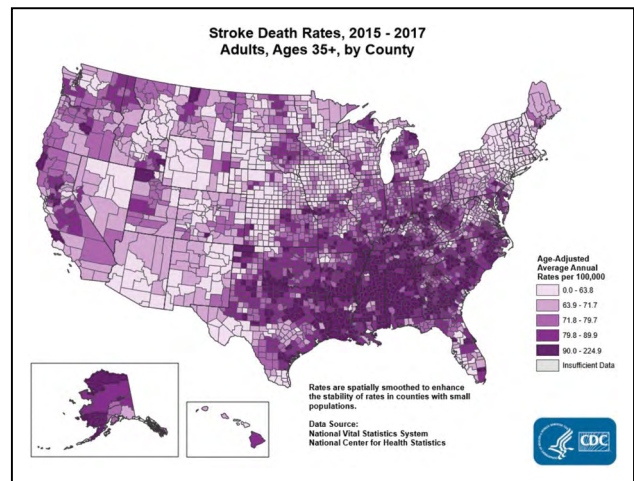 Stroke Death Rates, 2015 - 2017
Adults, Ages 35+, by County
Age-Adjusted
Average Annual
Rates per 100,000
0.0 - 63.8
63.9 - 71.7
71.8 - 79.7
79.8 - 89.9
90.0 - 224.9
Insufficient Data
Rates are spatially smoothed to enhance
the stability of rates in counties with small
populations.
Data Source:
National Vital Statistics System
National Center for Health Statistics
CDC